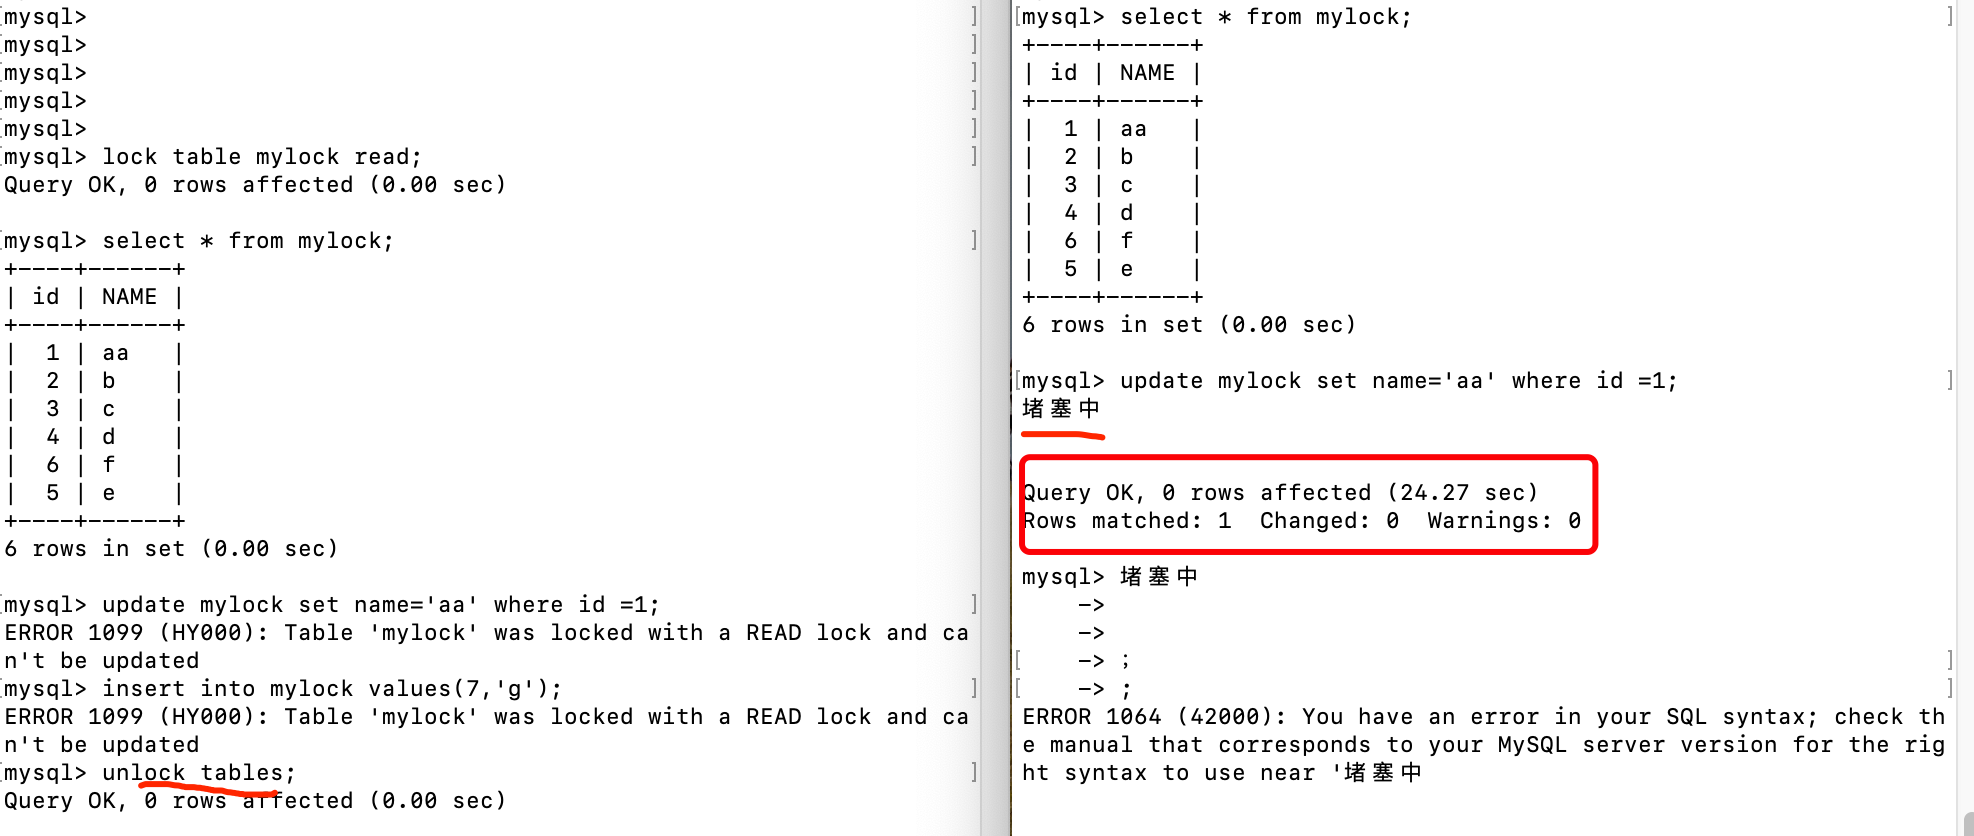 [mysql> ]
[mysql> ]
[mysql> ]
[mysql> ]
[mysql> ]
[mysql> lock table mylock read; ]
Query OK, 0 rows affected (0.00 sec)
[mysql> select * from mylock; ]
+----+------+
| id | NAME |
+----+------+
|  1 | aa   |
|  2 | b    |
|  3 | c    |
|  4 | d    |
|  6 | f    |
|  5 | e    |
+----+------+
6 rows in set (0.00 sec)
[mysql> update mylock set name='aa' where id =1; ]
ERROR 1099 (HY000): Table 'mylock' was locked with a READ lock and ca
n't be updated
[mysql> insert into mylock values(7,'g'); ]
ERROR 1099 (HY000): Table 'mylock' was locked with a READ lock and ca
n't be updated
[mysql> unlock tables; ]
Query OK, 0 rows affected (0.00 sec)
[mysql> select * from mylock; ]
+----+------+
| id | NAME |
+----+------+
|  1 | aa   |
|  2 | b    |
|  3 | c    |
|  4 | d    |
|  6 | f    |
|  5 | e    |
+----+------+
6 rows in set (0.00 sec)
[mysql> update mylock set name='aa' where id =1; ]
堵塞中
Query OK, 0 rows affected (24.27 sec)
Rows matched: 1  Changed: 0  Warnings: 0
mysql> 堵塞中
    ->
    ->
[    -> ; ]
[    -> ; ]
ERROR 1064 (42000): You have an error in your SQL syntax; check th
e manual that corresponds to your MySQL server version for the rig
ht syntax to use near '堵塞中